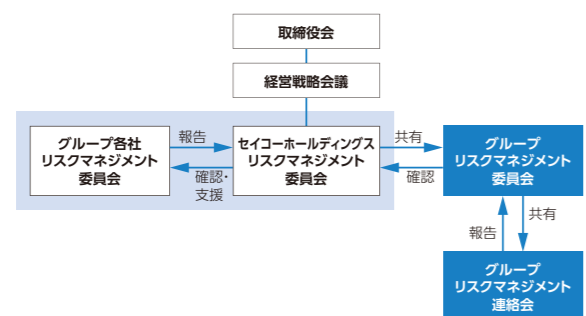 取締役会
経営戦略会議
グループ各社
リスクマネジメント
委員会
報告
確認・
支援
セイコーホールディングス
リスクマネジメント
委員会
共有
確認
グループ
リスクマネジメント
委員会
報告
共有
グループ
リスクマネジメント
連絡会